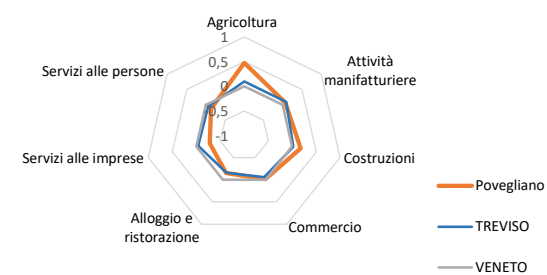 Agricoltura
1
0,5
0
-0,5
-1
Attività
manifatturiere
Costruzioni
Commercio
Alloggio e
ristorazione
Servizi alle imprese
Servizi alle persone
Povegliano
TREVISO
VENETO